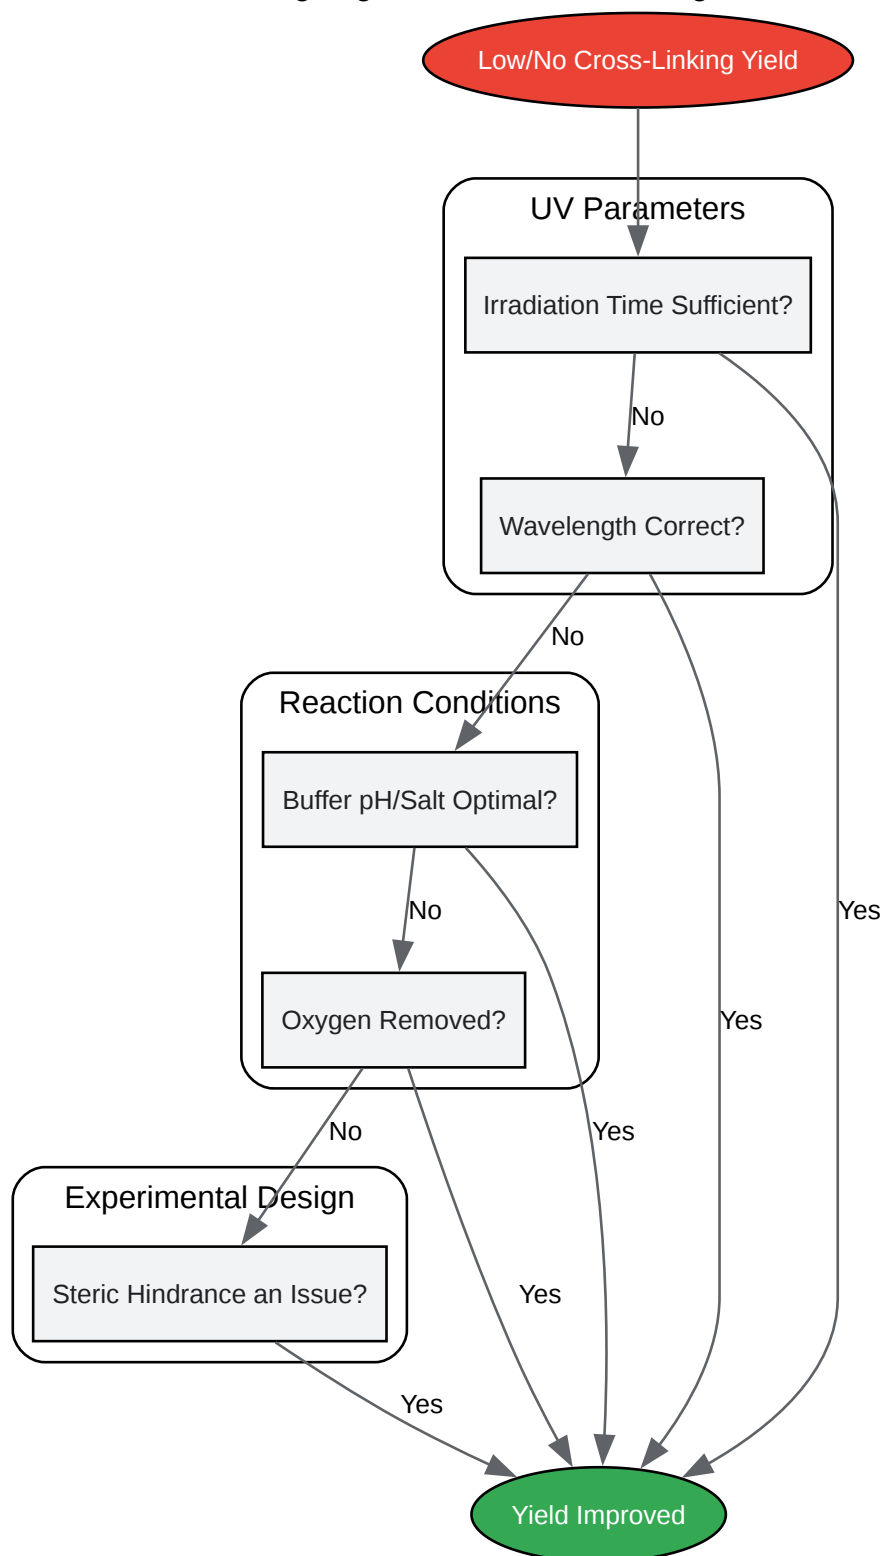 Low/No Cross-Linking Yield
UV Parameters
Irradiation Time Sufficient?
No
Wavelength Correct?
No
Reaction Conditions
Buffer pH/Salt Optimal?
No
Yes
Oxygen Removed?
Yes
No
Yes
Experimental Design
Steric Hindrance an Issue?
Yes
Yes
Yield Improved